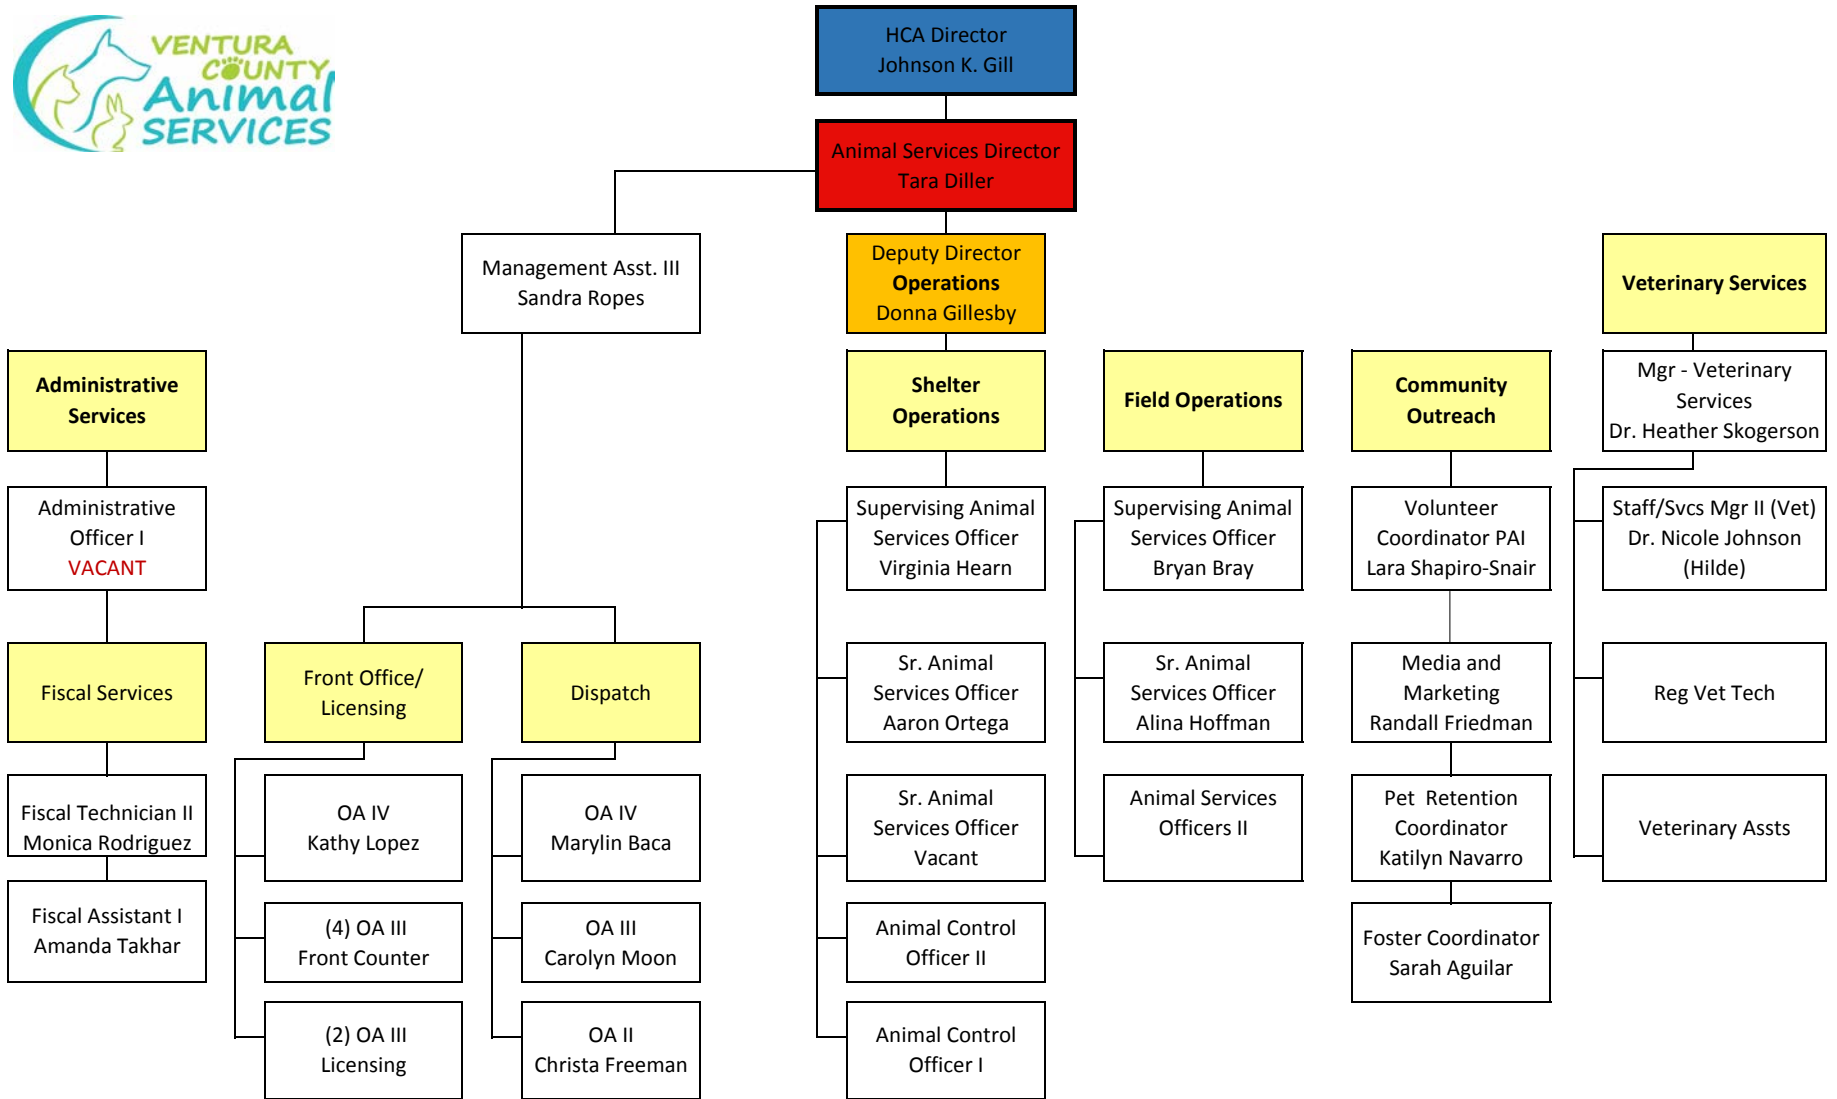 VENTURA
COUNTY
Animal
SERVICES
HCA Director
Johnson K. Gill
Animal Services Director
Tara Diller
Management Asst. III
Sandra Ropes
Deputy Director
Operations
Donna Gillesby
Veterinary Services
Administrative
Services
Shelter
Operations
Field Operations
Community
Outreach
Mgr - Veterinary
Services
Dr. Heather Skogerson
Administrative
Officer I
VACANT
Supervising Animal
Services Officer
Virginia Hearn
Supervising Animal
Services Officer
Bryan Bray
Volunteer
Coordinator PAI
Lara Shapiro-Snair
Staff/Svcs Mgr II (Vet)
Dr. Nicole Johnson
(Hilde)
Fiscal Services
Front Office/
Licensing
Dispatch
Sr. Animal
Services Officer
Aaron Ortega
Sr. Animal
Services Officer
Alina Hoffman
Media and
Marketing
Randall Friedman
Reg Vet Tech
Fiscal Technician II
Monica Rodriguez
OA IV
Kathy Lopez
OA IV
Marylin Baca
Sr. Animal
Services Officer
Vacant
Animal Services
Officers II
Pet Retention
Coordinator
Katilyn Navarro
Veterinary Assts
Fiscal Assistant I
Amanda Takhar
(4) OA III
Front Counter
OA III
Carolyn Moon
Animal Control
Officer II
Foster Coordinator
Sarah Aguilar
(2) OA III
Licensing
OA II
Christa Freeman
Animal Control
Officer I